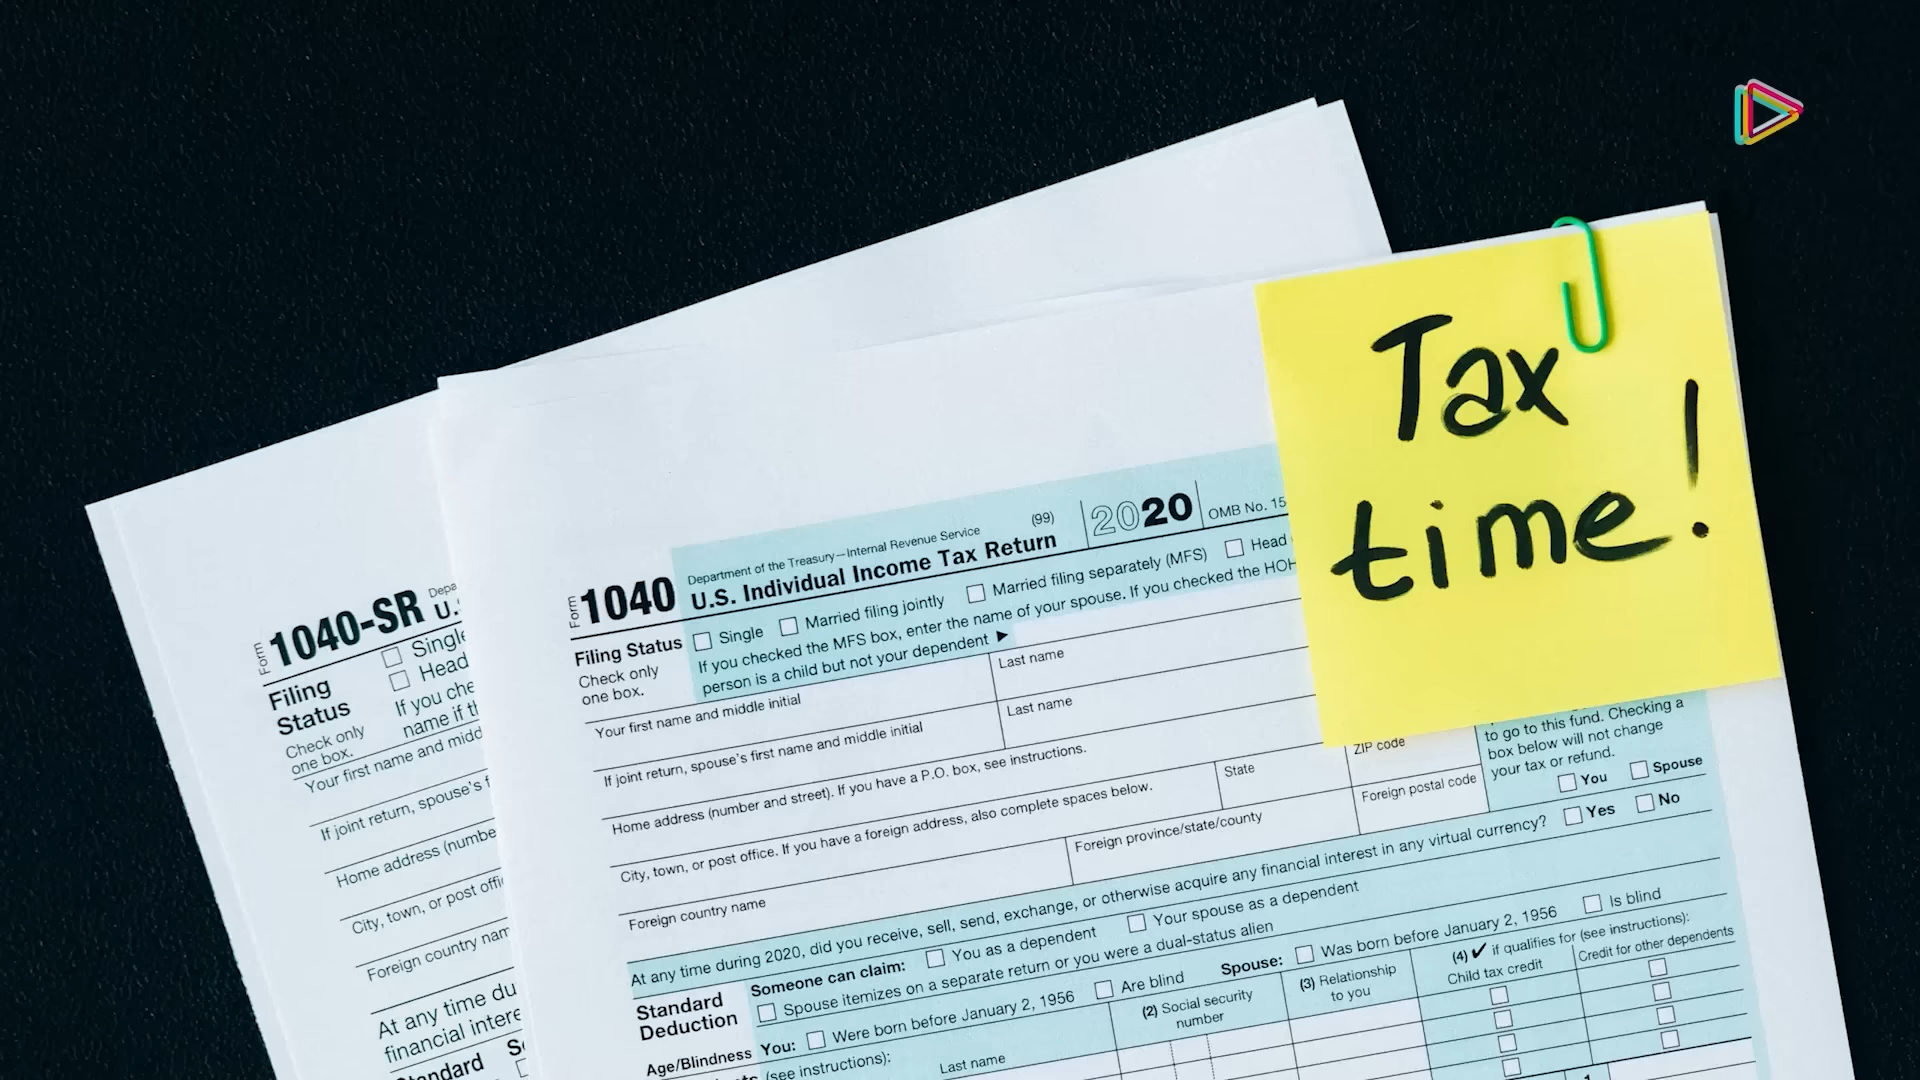 Tax
time!
Form 1040-SR
U.S.
Filing
Status
Check only
one box.
Single
Head
If you che
name if th
Your first name and midd
If joint return, spouse's f
Home address (numbe
City, town, or post offic
Foreign country nam
At any time du
financial intere
Standard
Form 1040
Department of the Treasury—Internal Revenue Service
(99)
U.S. Individual Income Tax Return
2020
OMB No. 15
Filing Status
Check only
one box.
Single
Married filing jointly
Married filing separately (MFS)
Head
If you checked the MFS box, enter the name of your spouse. If you checked the HOH
person is a child but not your dependent ▶
Your first name and middle initial
Last name
If joint return, spouse's first name and middle initial
Last name
Home address (number and street). If you have a P.O. box, see instructions.
City, town, or post office. If you have a foreign address, also complete spaces below.
State
ZIP code
Foreign country name
Foreign province/state/county
Foreign postal code
to go to this fund. Checking a
box below will not change
your tax or refund.
You
Spouse
At any time during 2020, did you receive, sell, send, exchange, or otherwise acquire any financial interest in any virtual currency?
Yes
No
Standard
Deduction
Someone can claim:
You as a dependent
Your spouse as a dependent
Spouse itemizes on a separate return or you were a dual-status alien
Age/Blindness
You:
Were born before January 2, 1956
Are blind
Spouse:
Was born before January 2, 1956
Is blind
(see instructions):
Last name
(2) Social security
number
(3) Relationship
to you
(4) ✔ if qualifies for (see instructions):
Child tax credit
Credit for other dependents